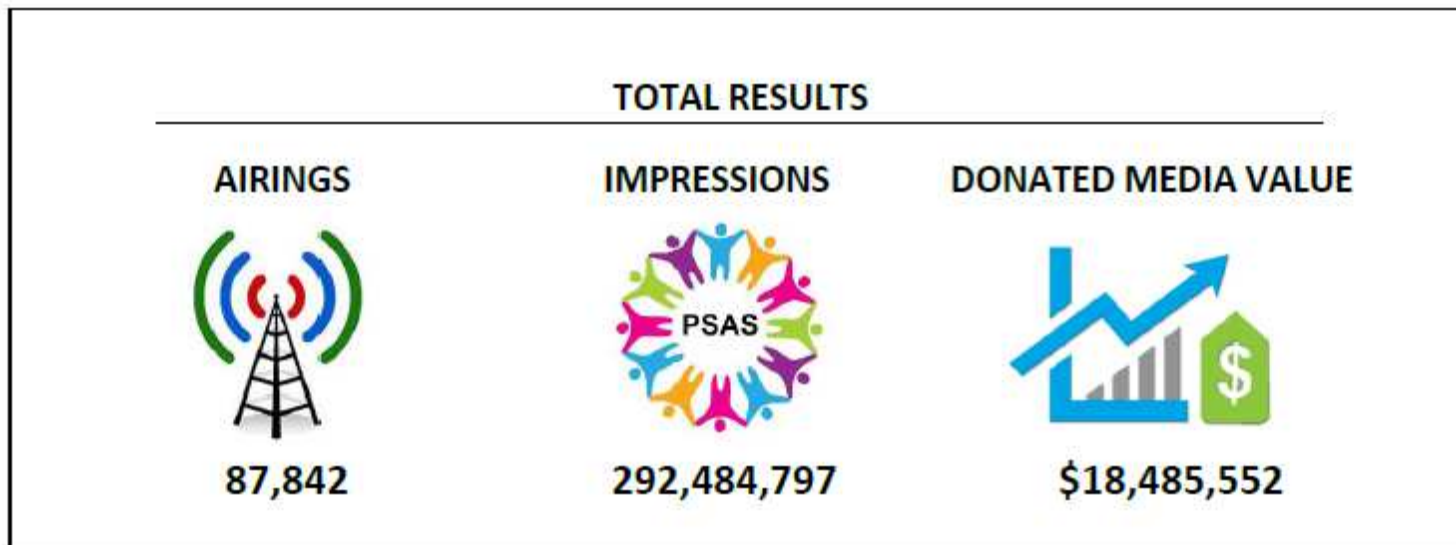 TOTAL RESULTS
AIRINGS
IMPRESSIONS
DONATED MEDIA VALUE
PSAS
$
87,842
292,484,797
$18,485,552